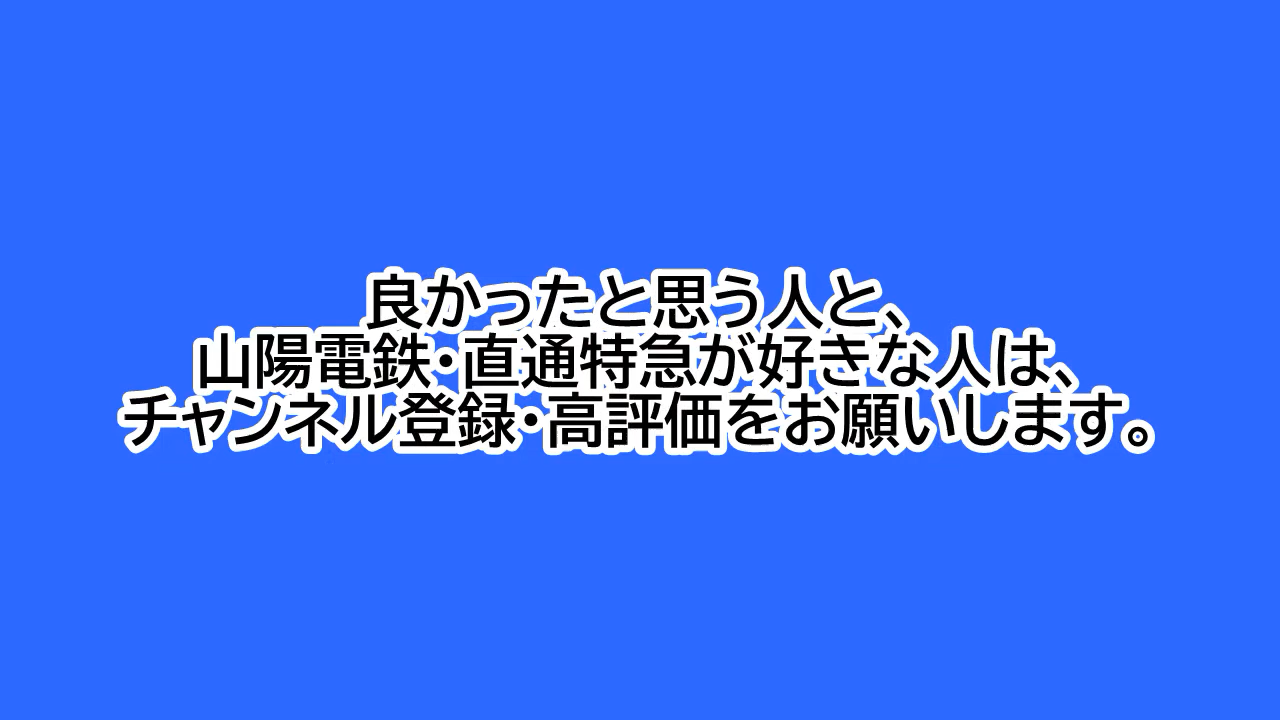 良かったと思う人と、
山陽電鉄・直通特急が好きな人は、
チャンネル登録・高評価をお願いします。